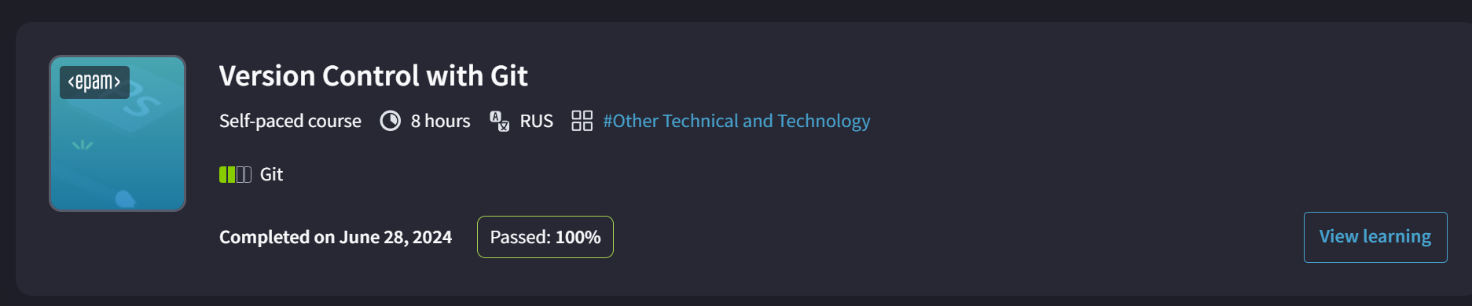 <epam>
Version Control with Git
Self-paced course 8 hours RUS #Other Technical and Technology
Git
Completed on June 28, 2024 Passed: 100%
View learning